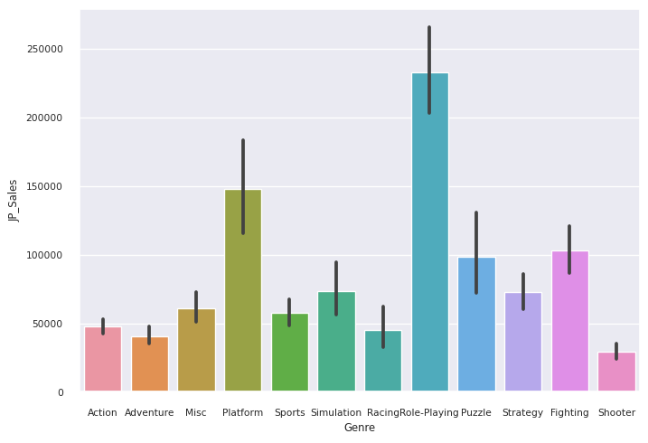 250000
200000
150000
100000
50000
0
JP_Sales
Action Adventure Misc Platform Sports Simulation Racing Role-Playing Puzzle Strategy Fighting Shooter
Genre